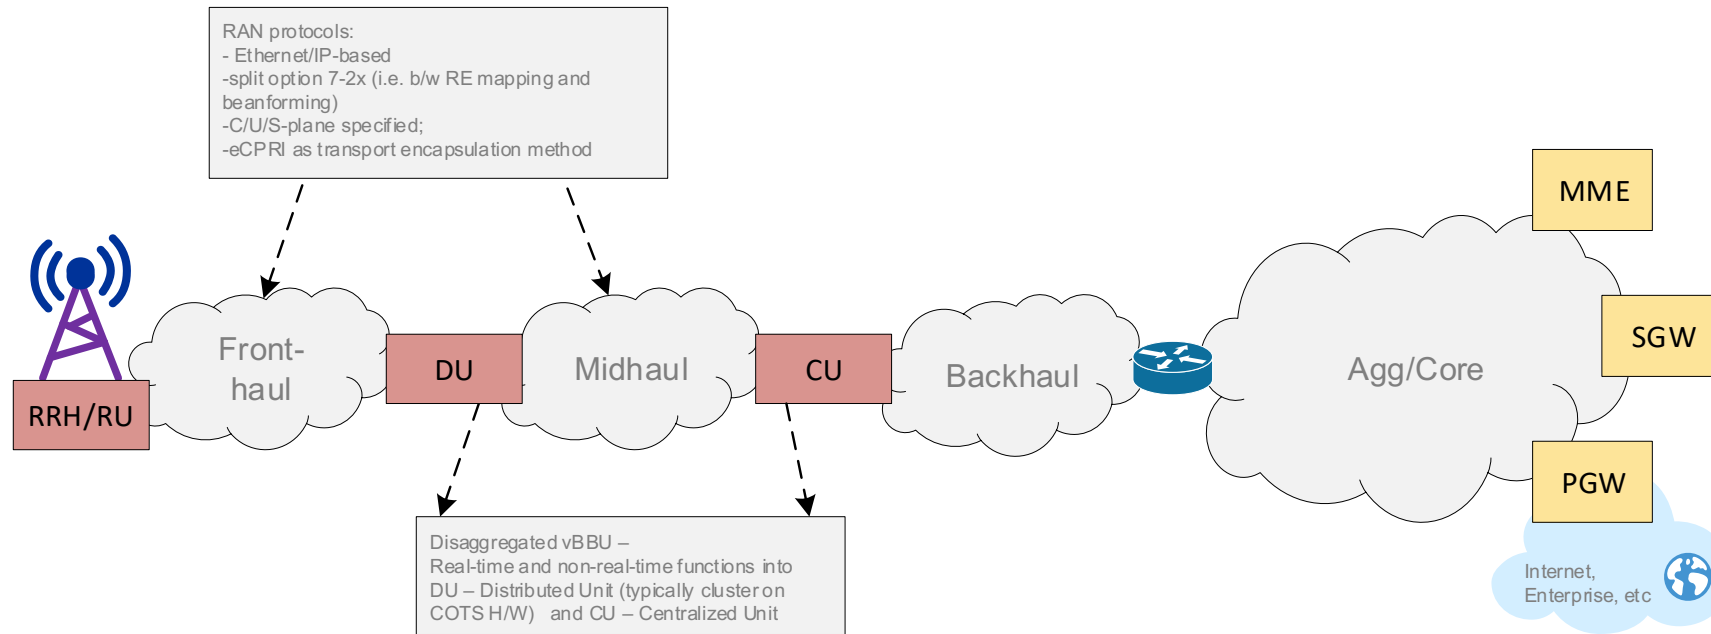 RAN protocols:
- Ethernet/IP-based
-split option 7-2x (i.e. b/w RE mapping and
beanforming)
-C/U/S-plane specified;
-eCPRI as transport encapsulation method
MME
SGW
PGW
Front-
haul
DU
Midhaul
CU
Backhaul
Agg/Core
RRH/RU
Disaggregated vBBU –
Real-time and non-real-time functions into
DU – Distributed Unit (typically cluster on
COTS H/W) and CU – Centralized Unit
Internet,
Enterprise, etc